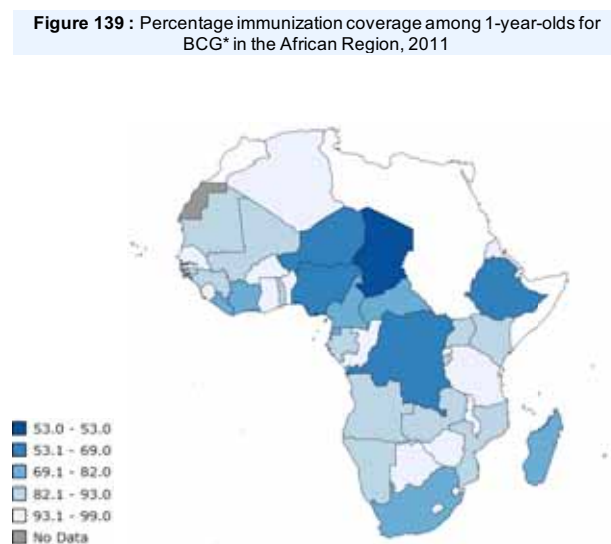 Figure 139 : Percentage immunization coverage among 1-year-olds for
BCG* in the African Region, 2011
53.0 - 53.0
53.1 - 69.0
69.1 - 82.0
82.1 - 93.0
93.1 - 99.0
No Data